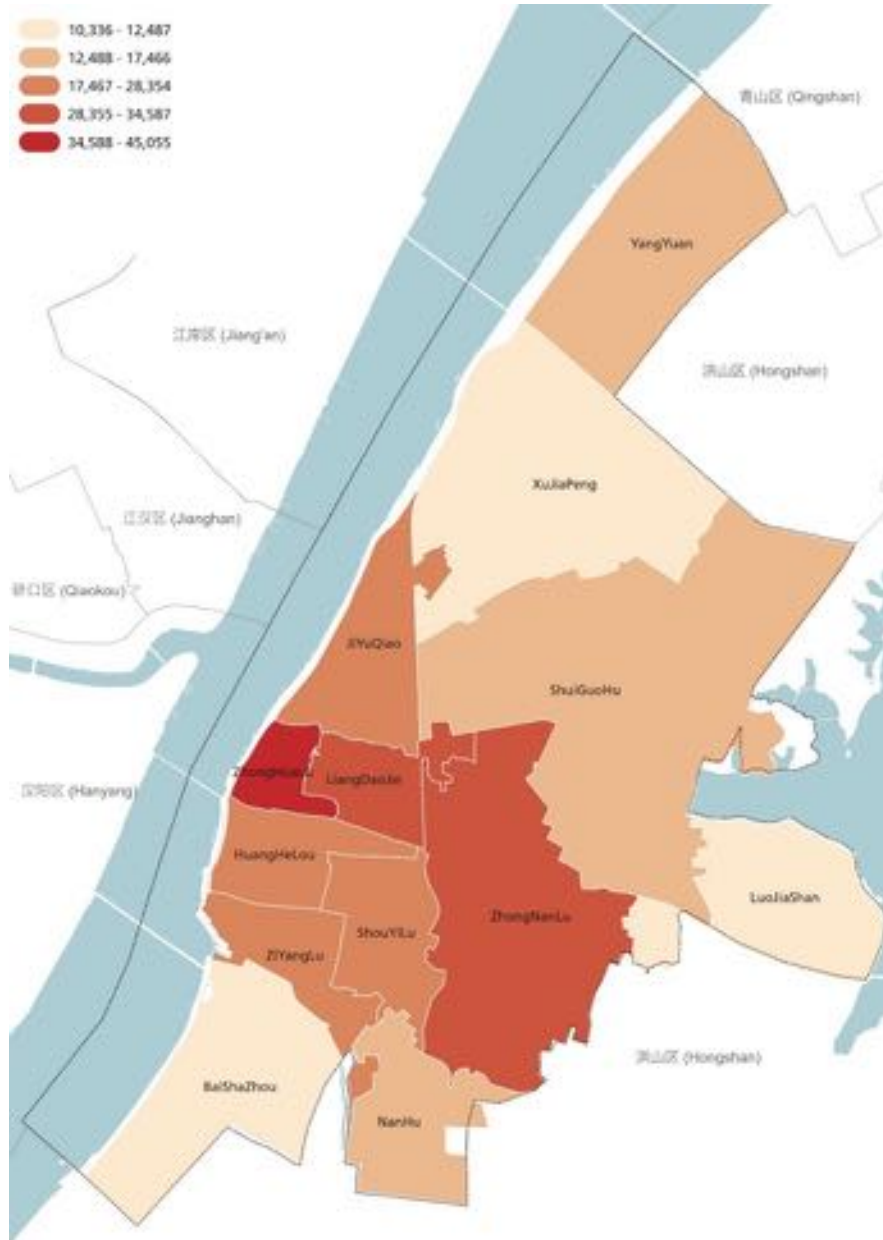 10,336 - 12,487
12,488 - 17,466
17,467 - 28,354
28,355 - 34,587
34,588 - 45,055
青山区 (Qingshan)
YangYuan
江岸区 (Jiang'an)
洪山区 (Hongshan)
XuJiaPeng
江汉区 (Jianghan)
硚口区 (Qiaokou)
JiYuQiao
ShuiGuoHu
ZhongHuaLu
LiangDaoJie
汉阳区 (Hanyang)
HuangHeLou
LuoJiaShan
ZhongNanLu
ShouYiLu
ZiYangLu
洪山区 (Hongshan)
BaiShaZhou
NanHu